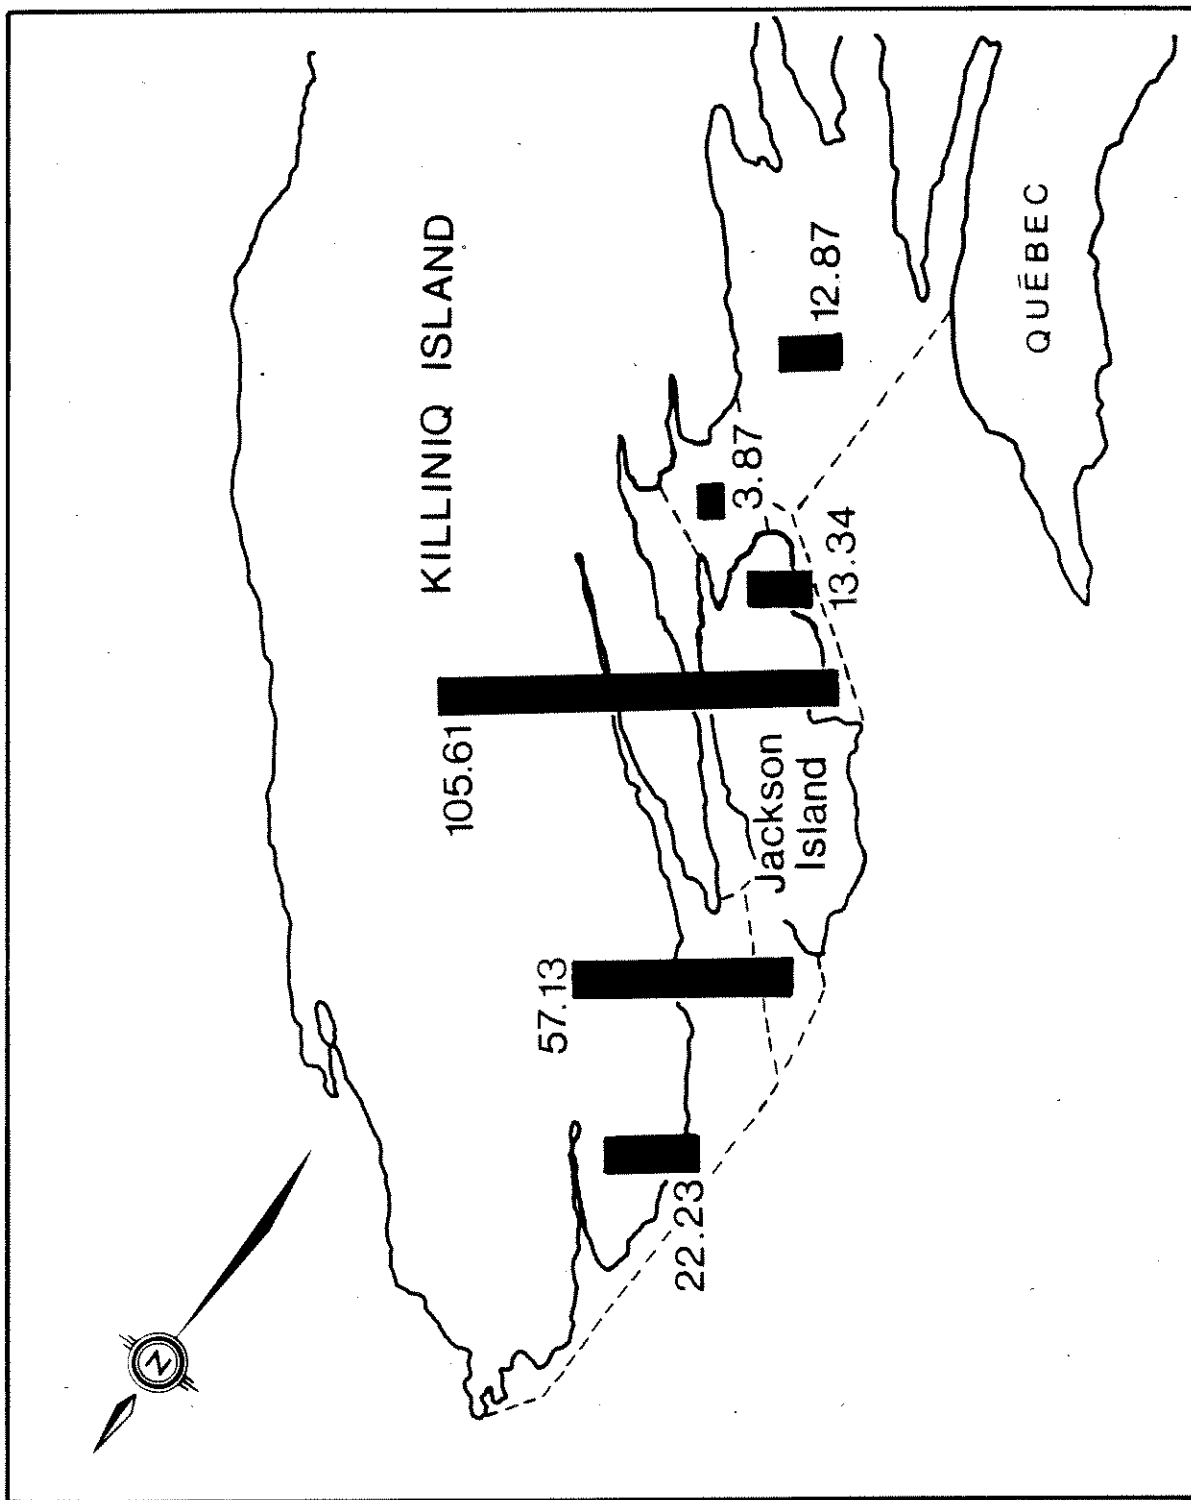 KILLINIQ ISLAND
QUÉBEC
12.87
3.87
13.34
105.61
Jackson
Island
57.13
22.23
N